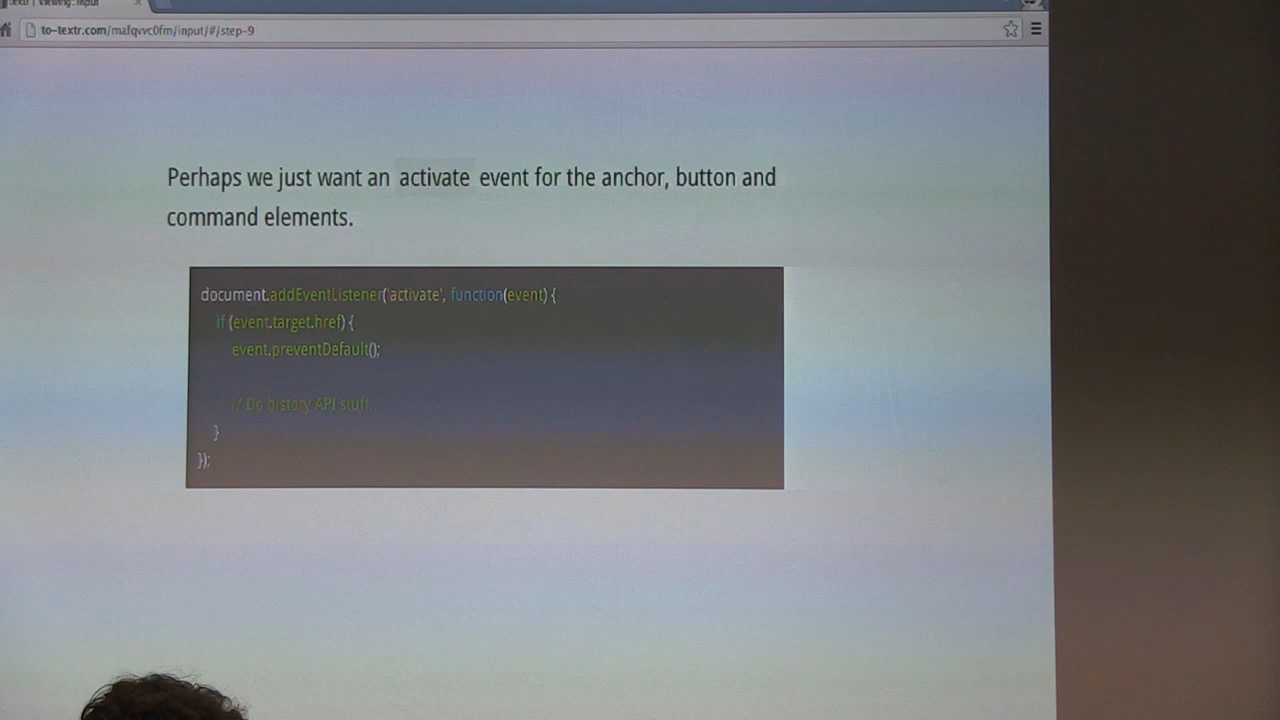 to-textr.com/mafqvvc0fm/input/#/step-9
Perhaps we just want an activate event for the anchor, button and
command elements.
document.addEventListener('activate', function(event) {
if (event.target.href) {
event.preventDefault();
// Do history API stuff...
}
});